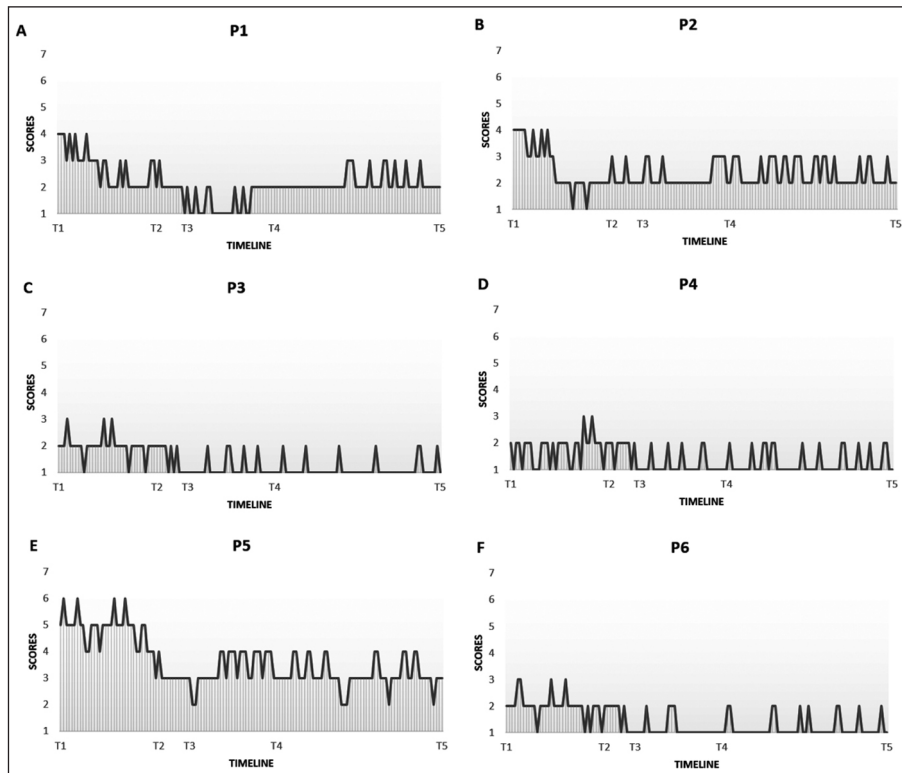 A
P1
7
6
5
4
3
2
1
SCORES
T1 T2 T3 T4 T5
TIMELINE
B
P2
7
6
5
4
3
2
1
SCORES
T1 T2 T3 T4 T5
TIMELINE
C
P3
7
6
5
4
3
2
1
SCORES
T1 T2 T3 T4 T5
TIMELINE
D
P4
7
6
5
4
3
2
1
SCORES
T1 T2 T3 T4 T5
TIMELINE
E
P5
7
6
5
4
3
2
1
SCORES
T1 T2 T3 T4 T5
TIMELINE
F
P6
7
6
5
4
3
2
1
SCORES
T1 T2 T3 T4 T5
TIMELINE